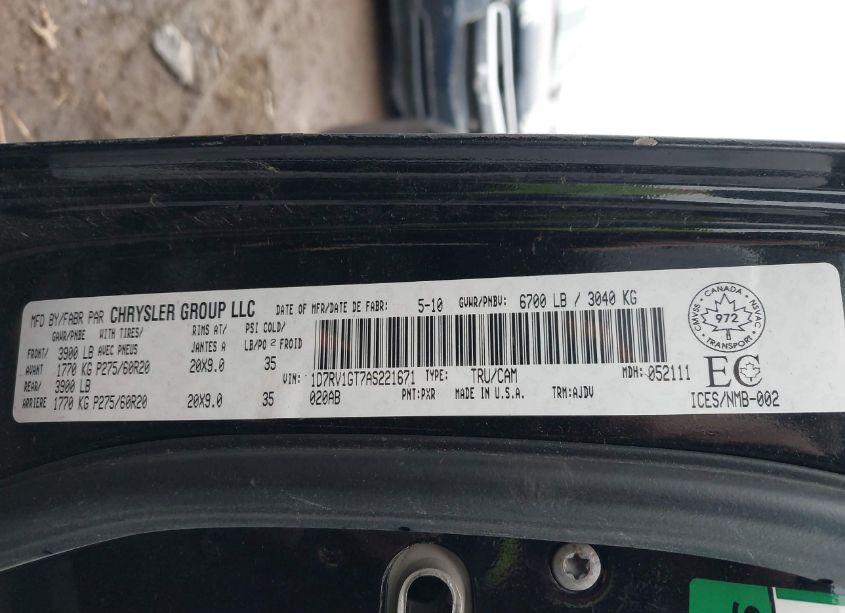 MFD BY/FABR PAR CHRYSLER GROUP LLC DATE OF MFR/DATE DE FABR: 5-10 GVWR/PNBV: 6700 LB / 3040 KG
GAWR/PNBE WITH TIRES/ RIMS AT/ PSI COLD/
AVEC PNEUS JANTES A LB/PO² FROID
FRONT/ 3900 LB
AVANT 1770 KG P275/60R20 20X9.0 35
REAR/ 3900 LB
ARRIERE 1770 KG P275/60R20 20X9.0 35
VIN: 1D7RV1GT7AS221671 TYPE: TRU/CAM MDH: 052111
020AB PNT: PXR MADE IN U.S.A. TRM: AJDV
CANADA
CMVSS 972 NSVAC
TRANSPORT
EC
ICES/NMB-002
S